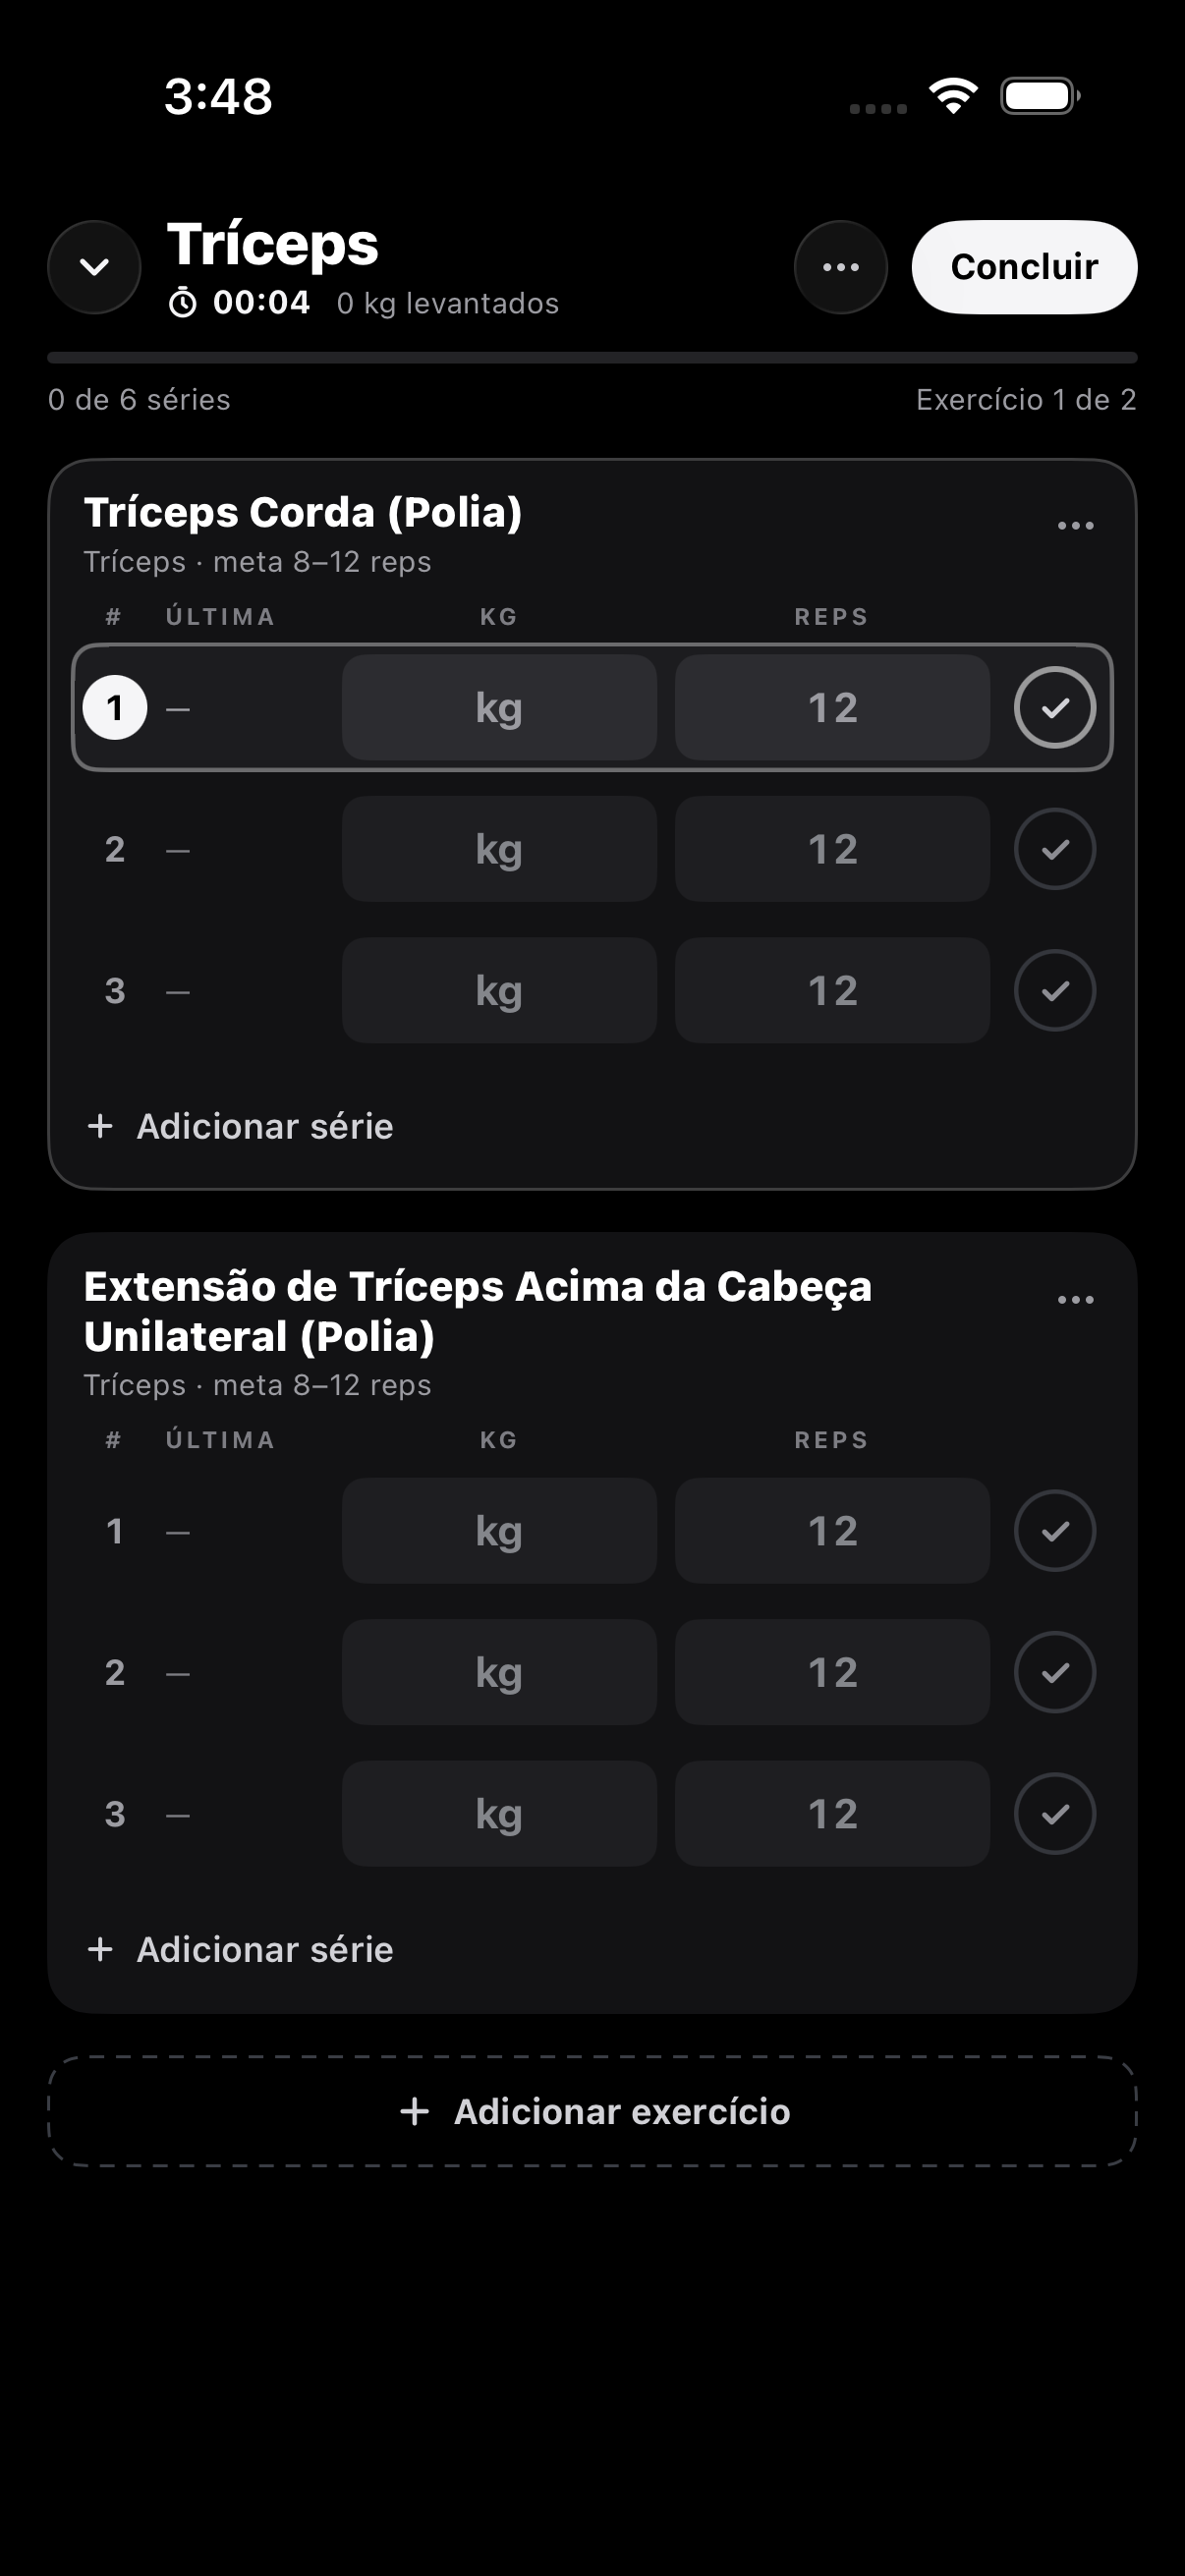 3:48
Tríceps
Concluir
00:04 0 kg levantados
0 de 6 séries Exercício 1 de 2
Tríceps Corda (Polia)
Tríceps · meta 8–12 reps
# ÚLTIMA KG REPS
1 — kg 12
2 — kg 12
3 — kg 12
+ Adicionar série
Extensão de Tríceps Acima da Cabeça
Unilateral (Polia)
Tríceps · meta 8–12 reps
# ÚLTIMA KG REPS
1 — kg 12
2 — kg 12
3 — kg 12
+ Adicionar série
+ Adicionar exercício